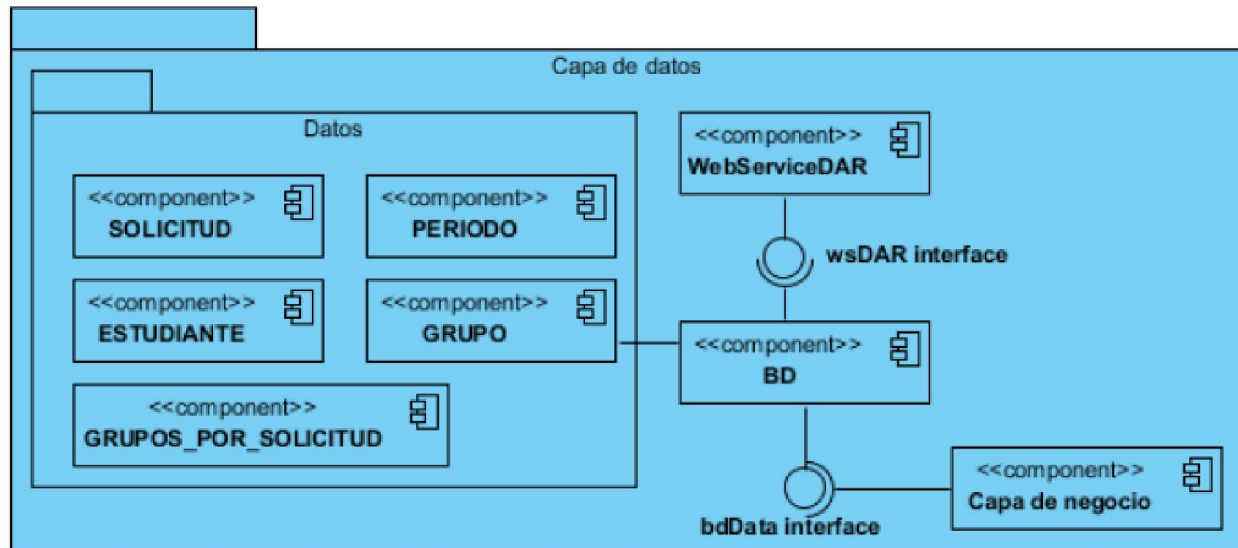 Capa de datos
Datos
<<component>>
SOLICITUD
<<component>>
PERIODO
<<component>>
ESTUDIANTE
<<component>>
GRUPO
<<component>>
GRUPOS_POR_SOLICITUD
<<component>>
WebServiceDAR
wsDAR interface
<<component>>
BD
<<component>>
Capa de negocio
bdData interface